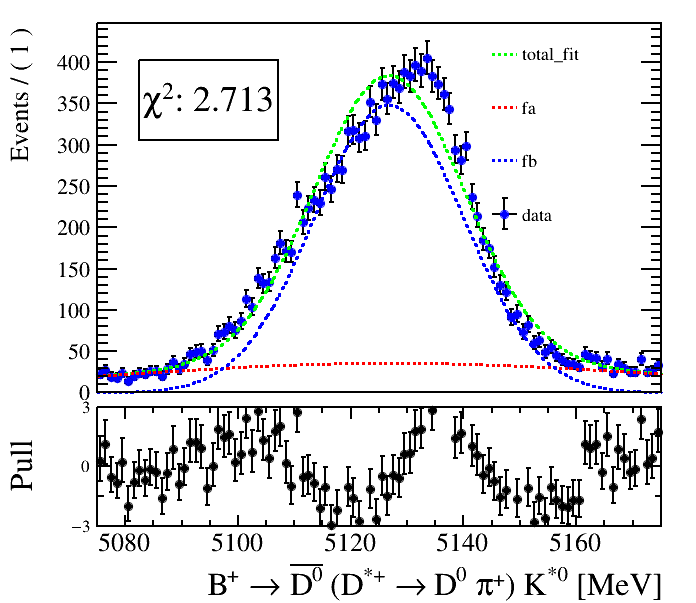 Events / ( 1 )
400
350
300
250
200
150
100
50
0
χ²: 2.713
total_fit
fa
fb
data
Pull
3
0
−3
5080 5100 5120 5140 5160
B⁺ → D̅⁰ (D*⁺ → D⁰ π⁺) K*⁰ [MeV]